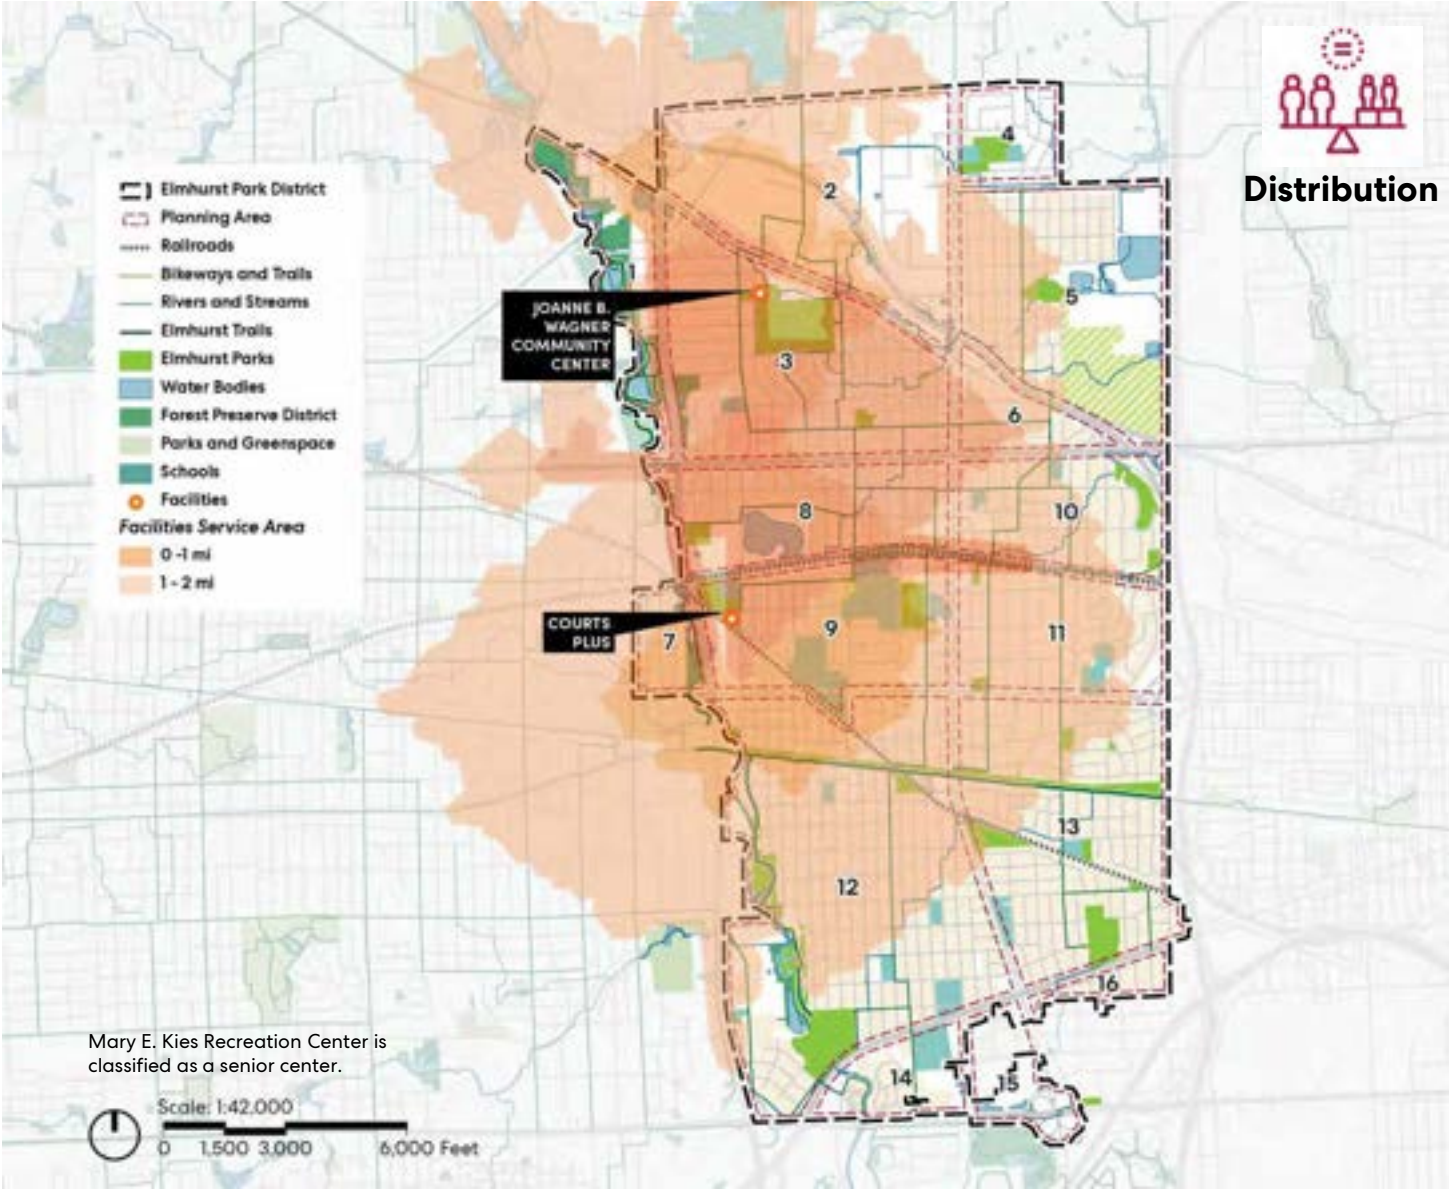 Distribution
Elmhurst Park District
Planning Area
Railroads
Bikeways and Trails
Rivers and Streams
Elmhurst Trails
Elmhurst Parks
Water Bodies
Forest Preserve District
Parks and Greenspace
Schools
Facilities
Facilities Service Area
0 -1 mi
1 - 2 mi
4
2
1
5
JOANNE B.
WAGNER
COMMUNITY
CENTER
3
6
8
10
COURTS
PLUS
7
9
11
13
12
16
14
15
Mary E. Kies Recreation Center is
classified as a senior center.
Scale: 1:42,000
0 1,500 3,000 6,000 Feet